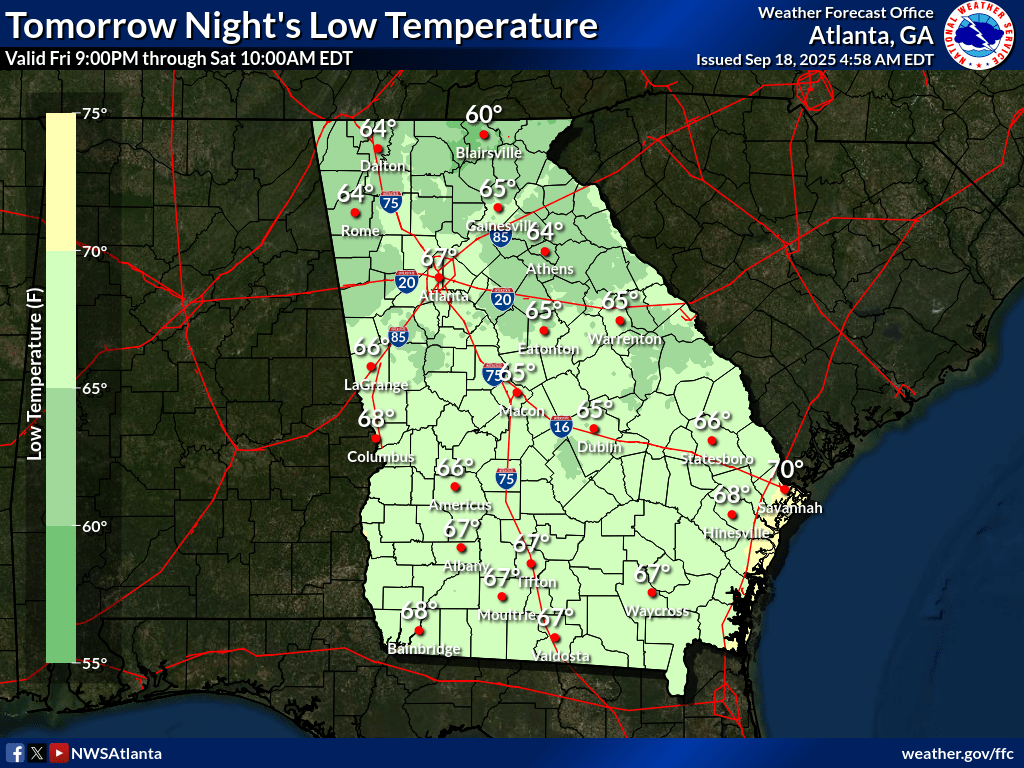 Tomorrow Night's Low Temperature
Valid Fri 9:00PM through Sat 10:00AM EDT
Weather Forecast Office
Atlanta, GA
Issued Sep 18, 2025 4:58 AM EDT
NATIONAL WEATHER SERVICE
Low Temperature (F)
75°
70°
65°
60°
55°
64°
Dalton
60°
Blairsville
64°
Rome
75
65°
Gainesville
85
64°
Athens
67°
Atlanta
20
20
65°
Eatonton
65°
Warrenton
85
66°
LaGrange
75
65°
Macon
68°
Columbus
16
65°
Dublin
66°
Statesboro
66°
Americus
75
70°
Savannah
68°
Hinesville
67°
Albany
67°
Tifton
67°
Moultrie
67°
Waycross
68°
Bainbridge
67°
Valdosta
NWSAtlanta
weather.gov/ffc